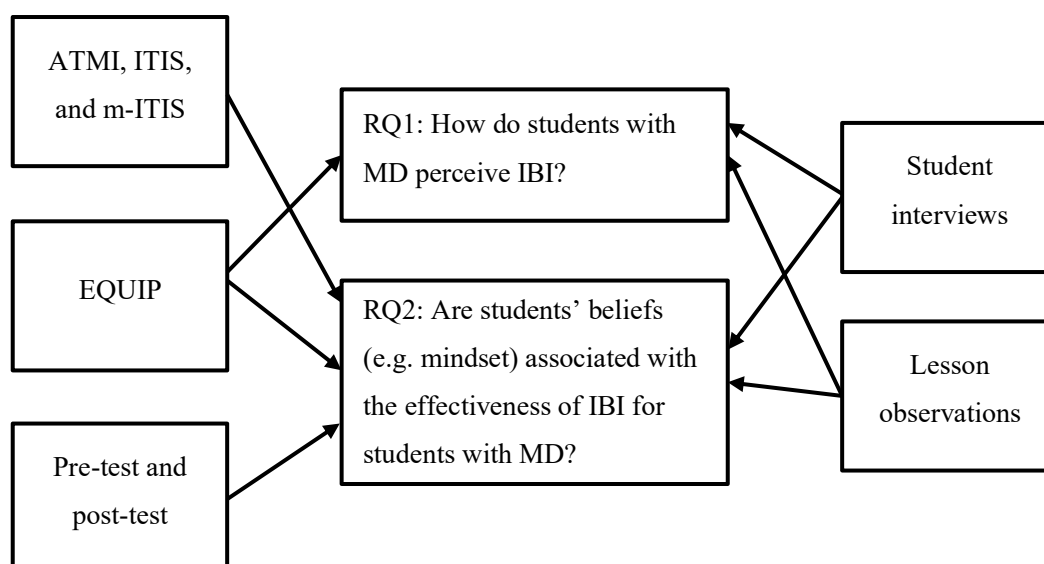 ATMI, ITIS,
and m-ITIS
EQUIP
Pre-test and
post-test
RQ1: How do students with
MD perceive IBI?
RQ2: Are students’ beliefs
(e.g. mindset) associated with
the effectiveness of IBI for
students with MD?
Student
interviews
Lesson
observations